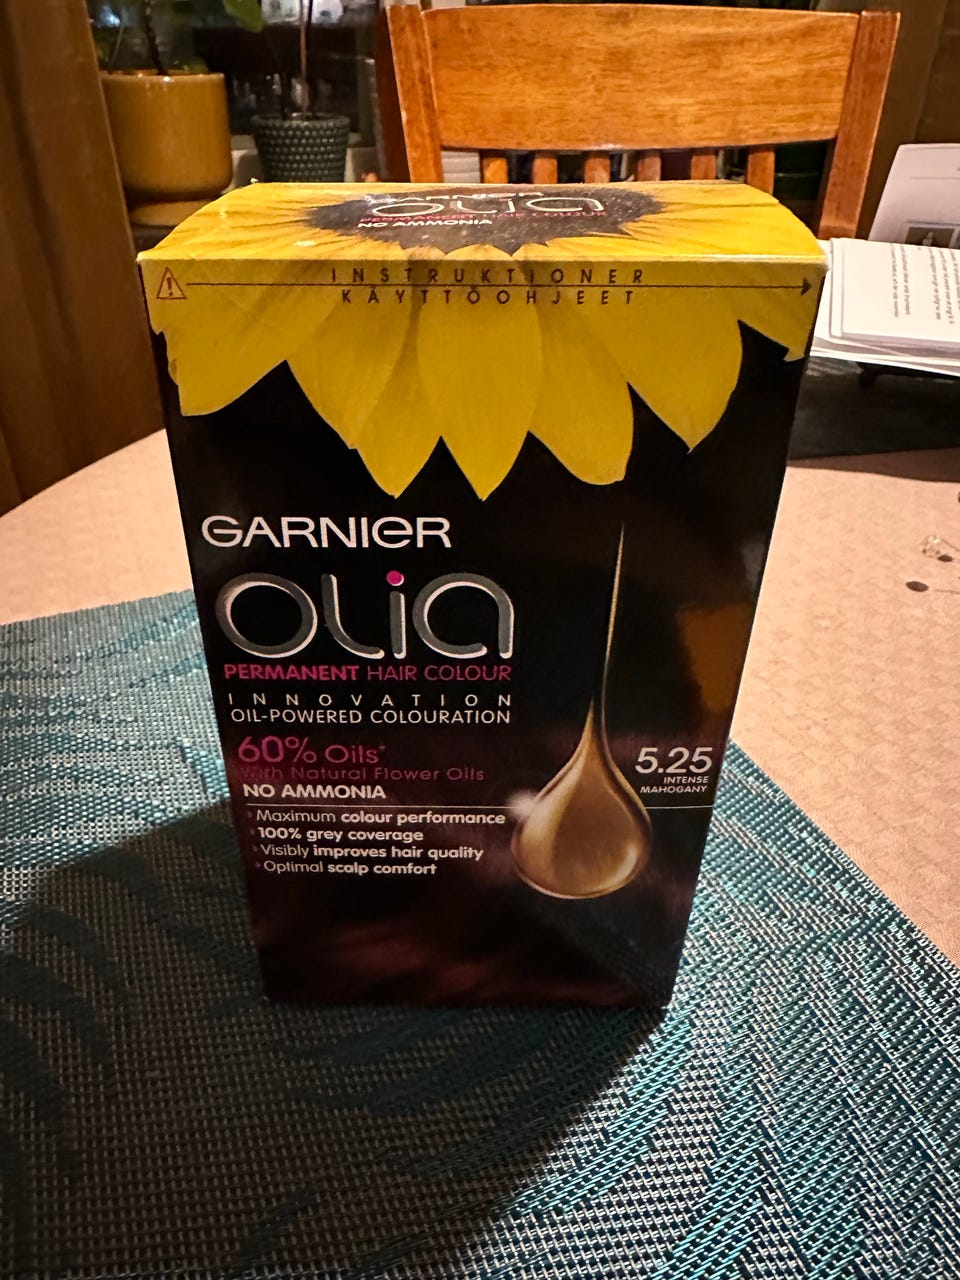 OLIA
PERMANENT HAIR COLOUR
NO AMMONIA
INSTRUKTIONER
KÄYTTÖOHJEET
GARNIER
OLIA
PERMANENT HAIR COLOUR
INNOVATION
OIL-POWERED COLOURATION
60% Oils*
With Natural Flower Oils
NO AMMONIA
Maximum colour performance
100% grey coverage
Visibly improves hair quality
Optimal scalp comfort
5.25
INTENSE
MAHOGANY